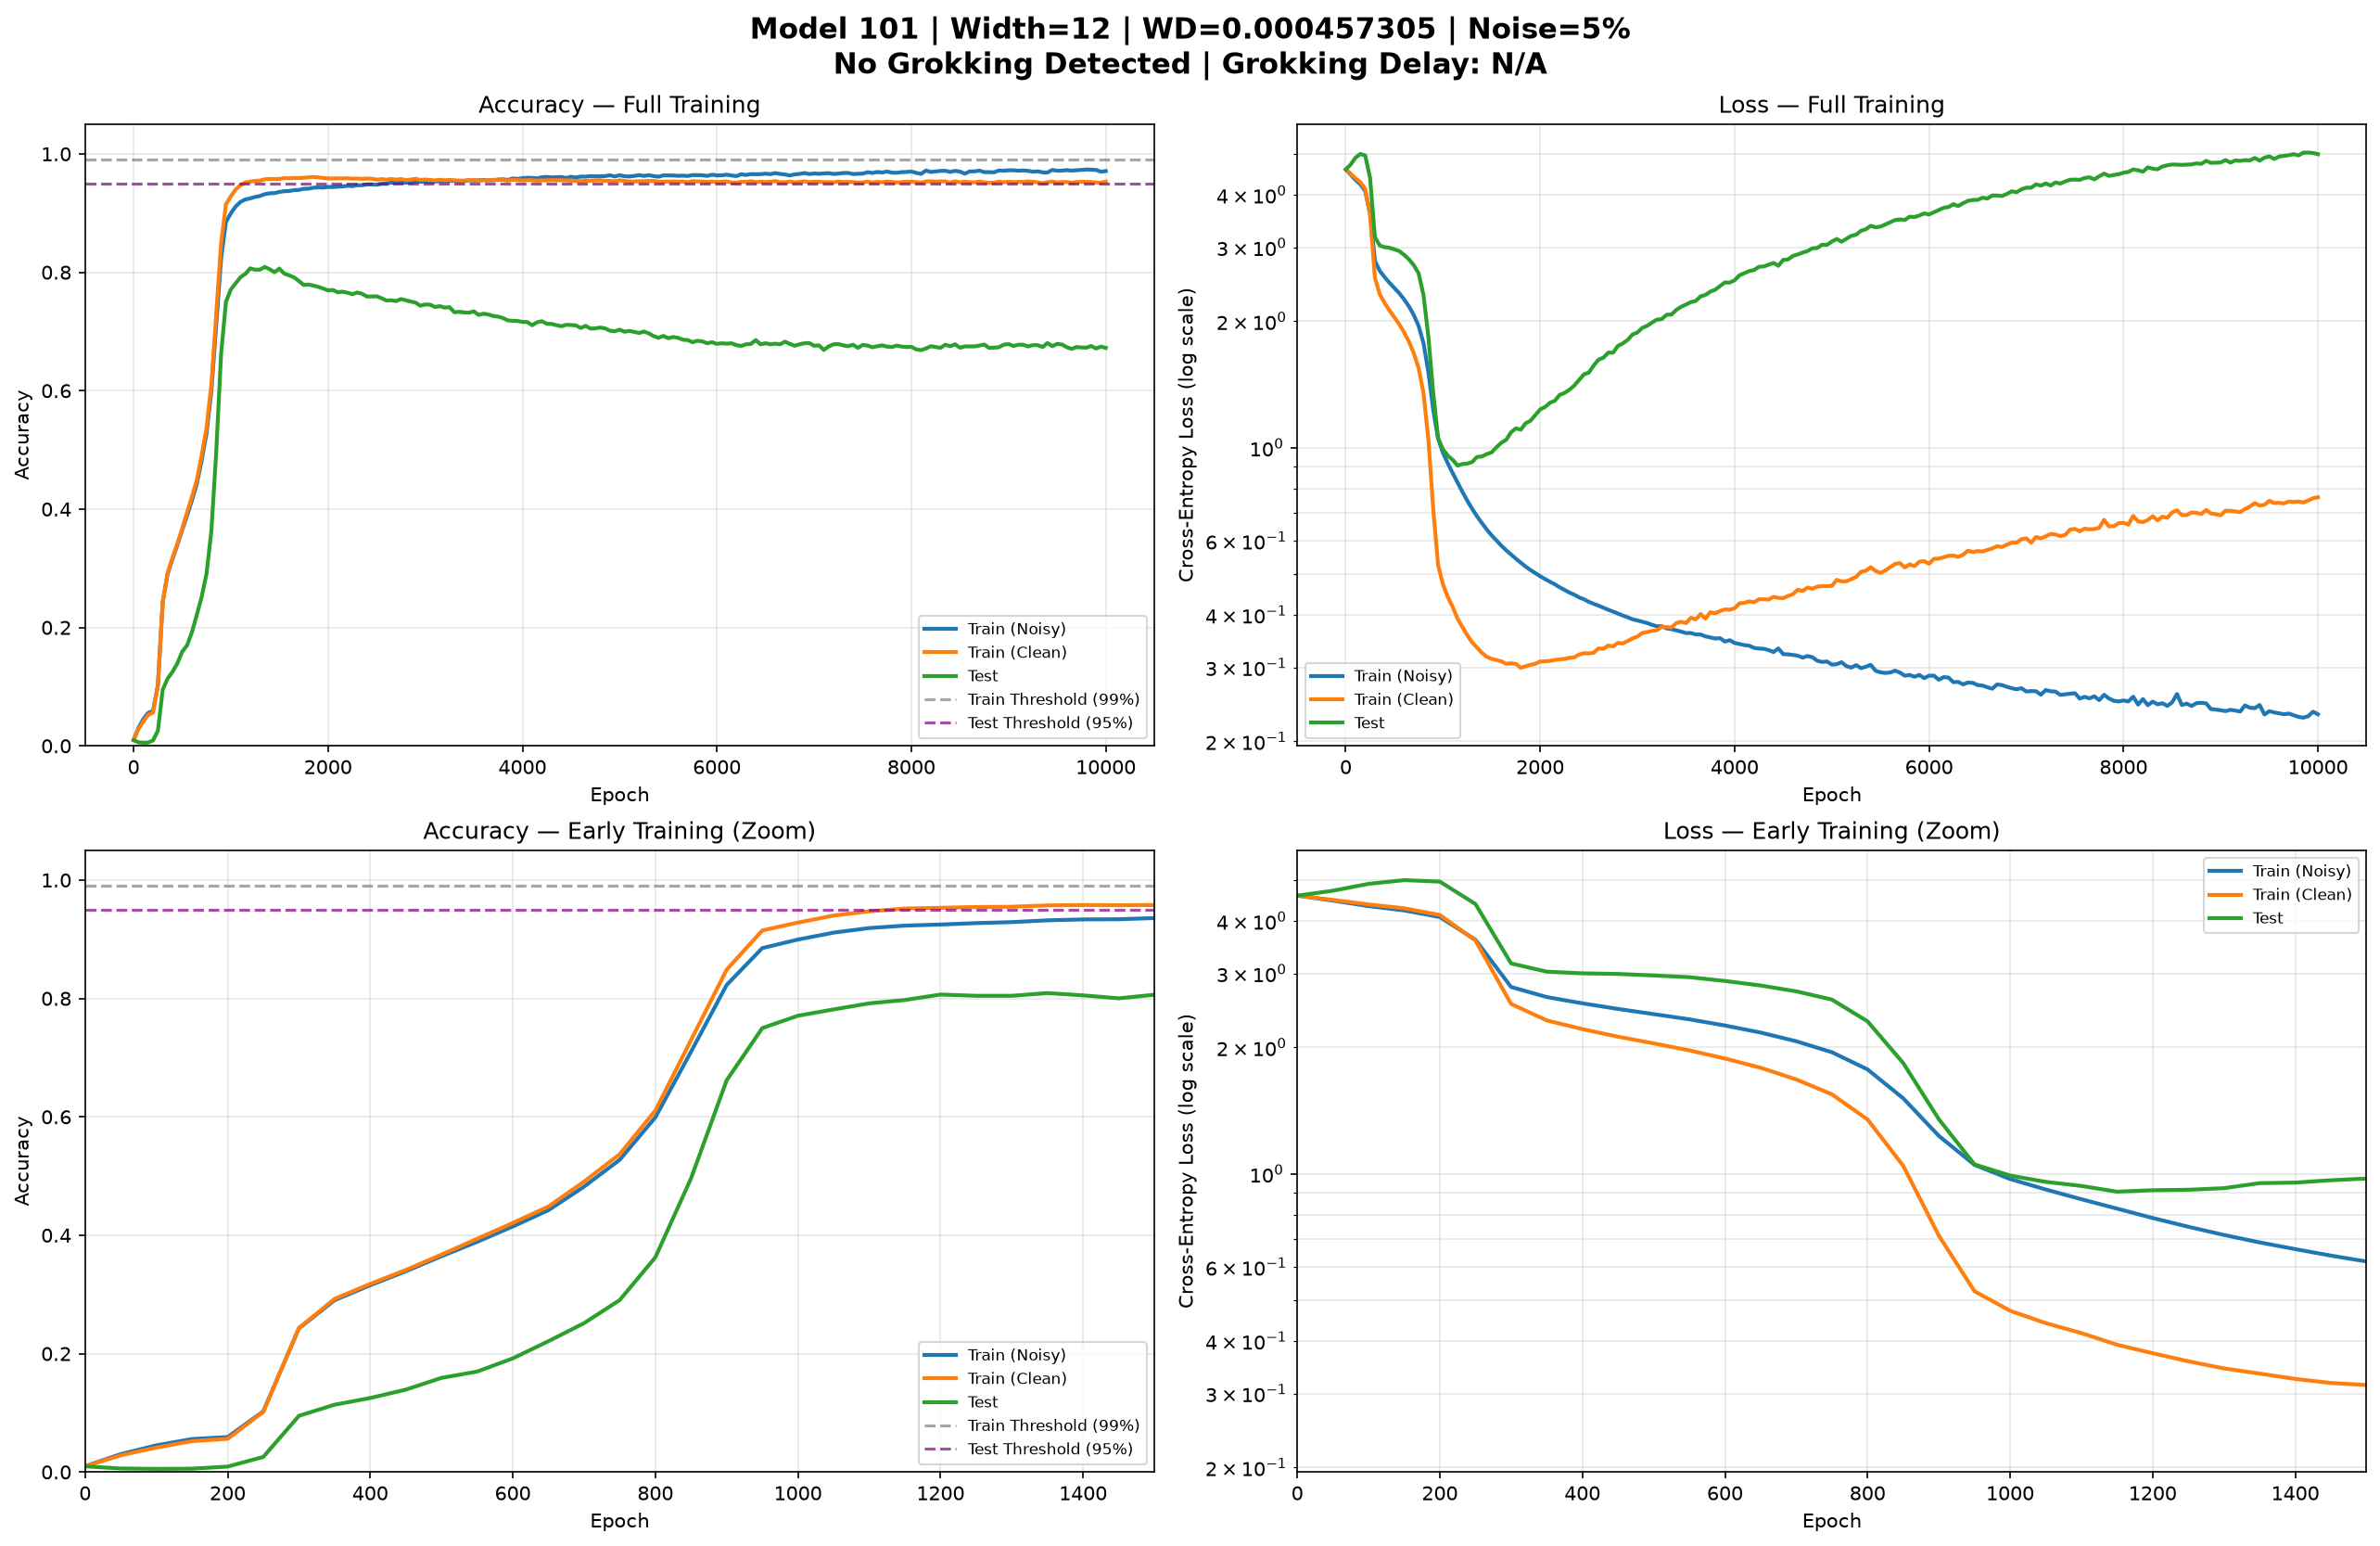 Model 101 | Width=12 | WD=0.000457305 | Noise=5%
No Grokking Detected | Grokking Delay: N/A
Accuracy — Full Training
1.0
0.8
0.6
0.4
0.2
0.0
Accuracy
0 2000 4000 6000 8000 10000
Epoch
Train (Noisy)
Train (Clean)
Test
Train Threshold (99%)
Test Threshold (95%)
Loss — Full Training
4 × 10⁰
3 × 10⁰
2 × 10⁰
10⁰
6 × 10⁻¹
4 × 10⁻¹
3 × 10⁻¹
2 × 10⁻¹
Cross-Entropy Loss (log scale)
0 2000 4000 6000 8000 10000
Epoch
Train (Noisy)
Train (Clean)
Test
Accuracy — Early Training (Zoom)
1.0
0.8
0.6
0.4
0.2
0.0
Accuracy
0 200 400 600 800 1000 1200 1400
Epoch
Train (Noisy)
Train (Clean)
Test
Train Threshold (99%)
Test Threshold (95%)
Loss — Early Training (Zoom)
4 × 10⁰
3 × 10⁰
2 × 10⁰
10⁰
6 × 10⁻¹
4 × 10⁻¹
3 × 10⁻¹
2 × 10⁻¹
Cross-Entropy Loss (log scale)
0 200 400 600 800 1000 1200 1400
Epoch
Train (Noisy)
Train (Clean)
Test